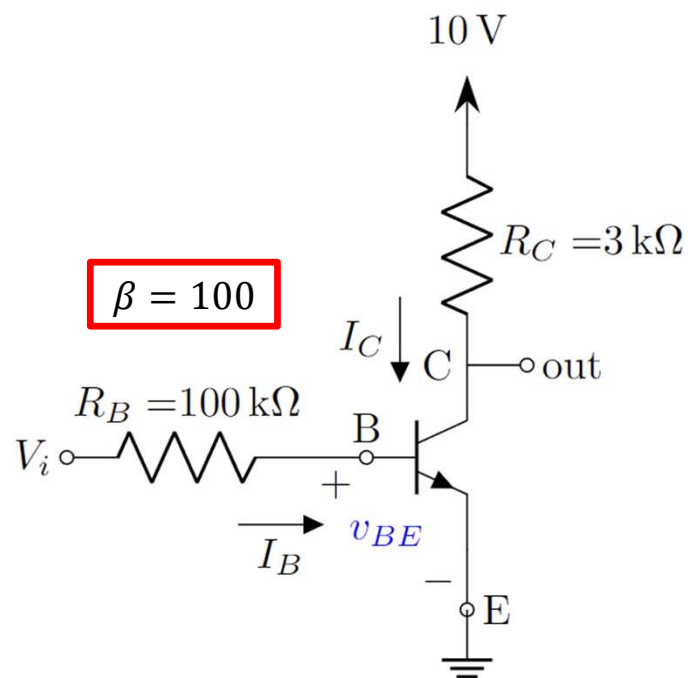 10 V
R_C = 3 kΩ
β = 100
I_C
C
out
R_B = 100 kΩ
B
V_i
+
v_BE
I_B
−
E